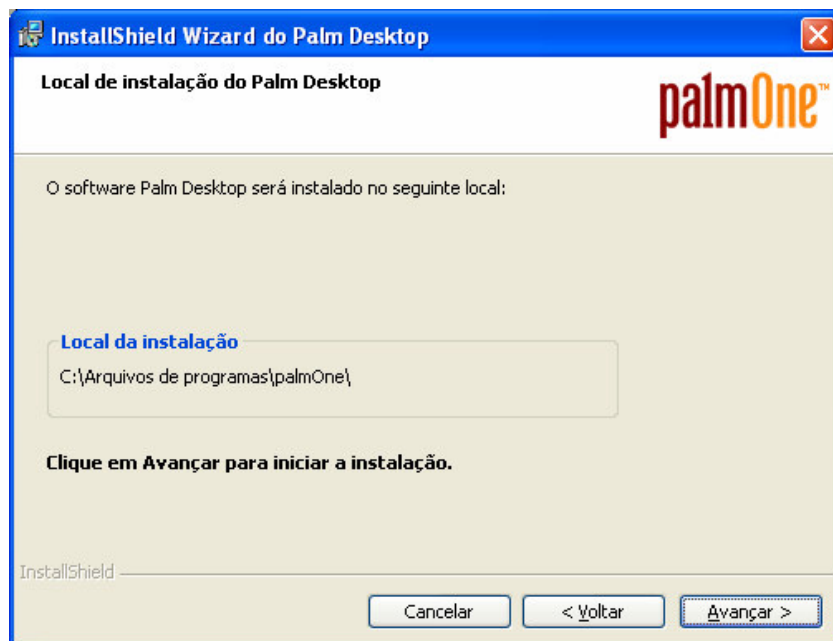 InstallShield Wizard do Palm Desktop
Local de instalação do Palm Desktop
palmOne™
O software Palm Desktop será instalado no seguinte local:
Local da instalação
C:\Arquivos de programas\palmOne\
Clique em Avançar para iniciar a instalação.
InstallShield
Cancelar
< Voltar
Avançar >